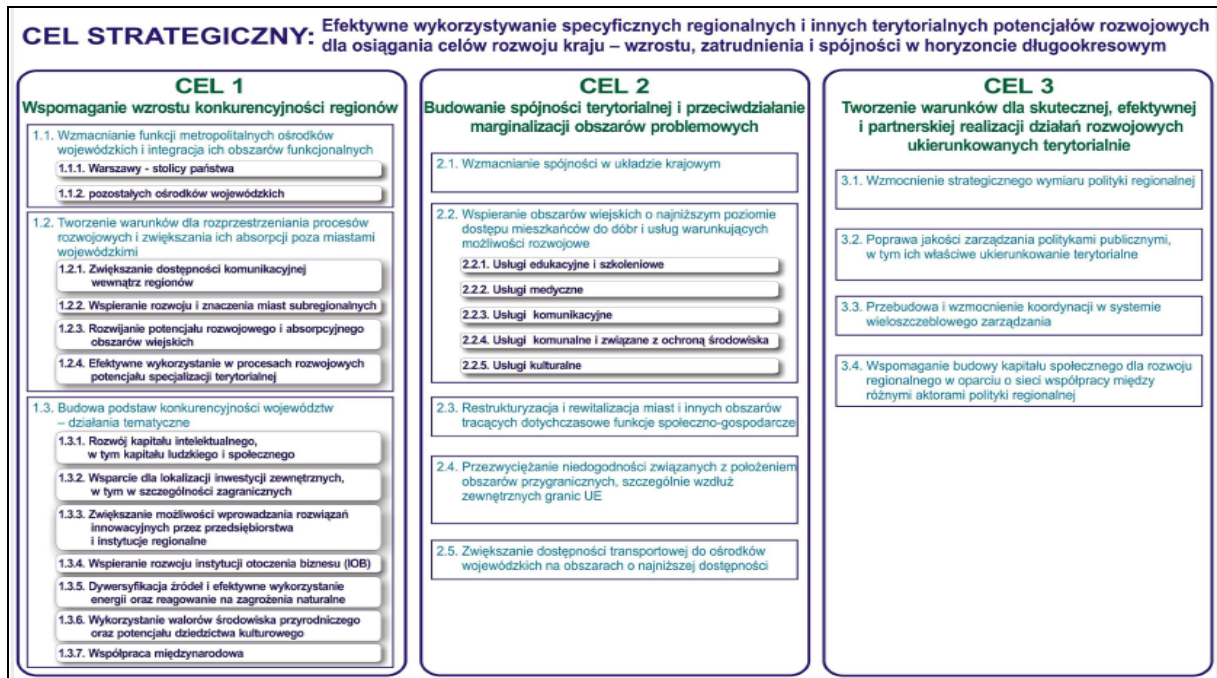 CEL STRATEGICZNY: Efektywne wykorzystywanie specyficznych regionalnych i innych terytorialnych potencjałów rozwojowych
dla osiągania celów rozwoju kraju – wzrostu, zatrudnienia i spójności w horyzoncie długookresowym
CEL 1
Wspomaganie wzrostu konkurencyjności regionów
1.1. Wzmacnianie funkcji metropolitalnych ośrodków
wojewódzkich i integracja ich obszarów funkcjonalnych
1.1.1. Warszawy - stolicy państwa
1.1.2. pozostałych ośrodków wojewódzkich
1.2. Tworzenie warunków dla rozprzestrzeniania procesów
rozwojowych i zwiększania ich absorpcji poza miastami
wojewódzkimi
1.2.1. Zwiększanie dostępności komunikacyjnej
wewnątrz regionów
1.2.2. Wspieranie rozwoju i znaczenia miast subregionalnych
1.2.3. Rozwijanie potencjału rozwojowego i absorpcyjnego
obszarów wiejskich
1.2.4. Efektywne wykorzystanie w procesach rozwojowych
potencjału specjalizacji terytorialnej
1.3. Budowa podstaw konkurencyjności województw
– działania tematyczne
1.3.1. Rozwój kapitału intelektualnego,
w tym kapitału ludzkiego i społecznego
1.3.2. Wsparcie dla lokalizacji inwestycji zewnętrznych,
w tym w szczególności zagranicznych
1.3.3. Zwiększanie możliwości wprowadzania rozwiązań
innowacyjnych przez przedsiębiorstwa
i instytucje regionalne
1.3.4. Wspieranie rozwoju instytucji otoczenia biznesu (IOB)
1.3.5. Dywersyfikacja źródeł i efektywne wykorzystanie
energii oraz reagowanie na zagrożenia naturalne
1.3.6. Wykorzystanie walorów środowiska przyrodniczego
oraz potencjału dziedzictwa kulturowego
1.3.7. Współpraca międzynarodowa
CEL 2
Budowanie spójności terytorialnej i przeciwdziałanie
marginalizacji obszarów problemowych
2.1. Wzmacnianie spójności w układzie krajowym
2.2. Wspieranie obszarów wiejskich o najniższym poziomie
dostępu mieszkańców do dóbr i usług warunkujących
możliwości rozwojowe
2.2.1. Usługi edukacyjne i szkoleniowe
2.2.2. Usługi medyczne
2.2.3. Usługi komunikacyjne
2.2.4. Usługi komunalne i związane z ochroną środowiska
2.2.5. Usługi kulturalne
2.3. Restrukturyzacja i rewitalizacja miast i innych obszarów
tracących dotychczasowe funkcje społeczno-gospodarcze
2.4. Przezwyciężanie niedogodności związanych z położeniem
obszarów przygranicznych, szczególnie wzdłuż
zewnętrznych granic UE
2.5. Zwiększanie dostępności transportowej do ośrodków
wojewódzkich na obszarach o najniższej dostępności
CEL 3
Tworzenie warunków dla skutecznej, efektywnej
i partnerskiej realizacji działań rozwojowych
ukierunkowanych terytorialnie
3.1. Wzmocnienie strategicznego wymiaru polityki regionalnej
3.2. Poprawa jakości zarządzania politykami publicznymi,
w tym ich właściwe ukierunkowanie terytorialne
3.3. Przebudowa i wzmocnienie koordynacji w systemie
wieloszczeblowego zarządzania
3.4. Wspomaganie budowy kapitału społecznego dla rozwoju
regionalnego w oparciu o sieci współpracy między
różnymi aktorami polityki regionalnej